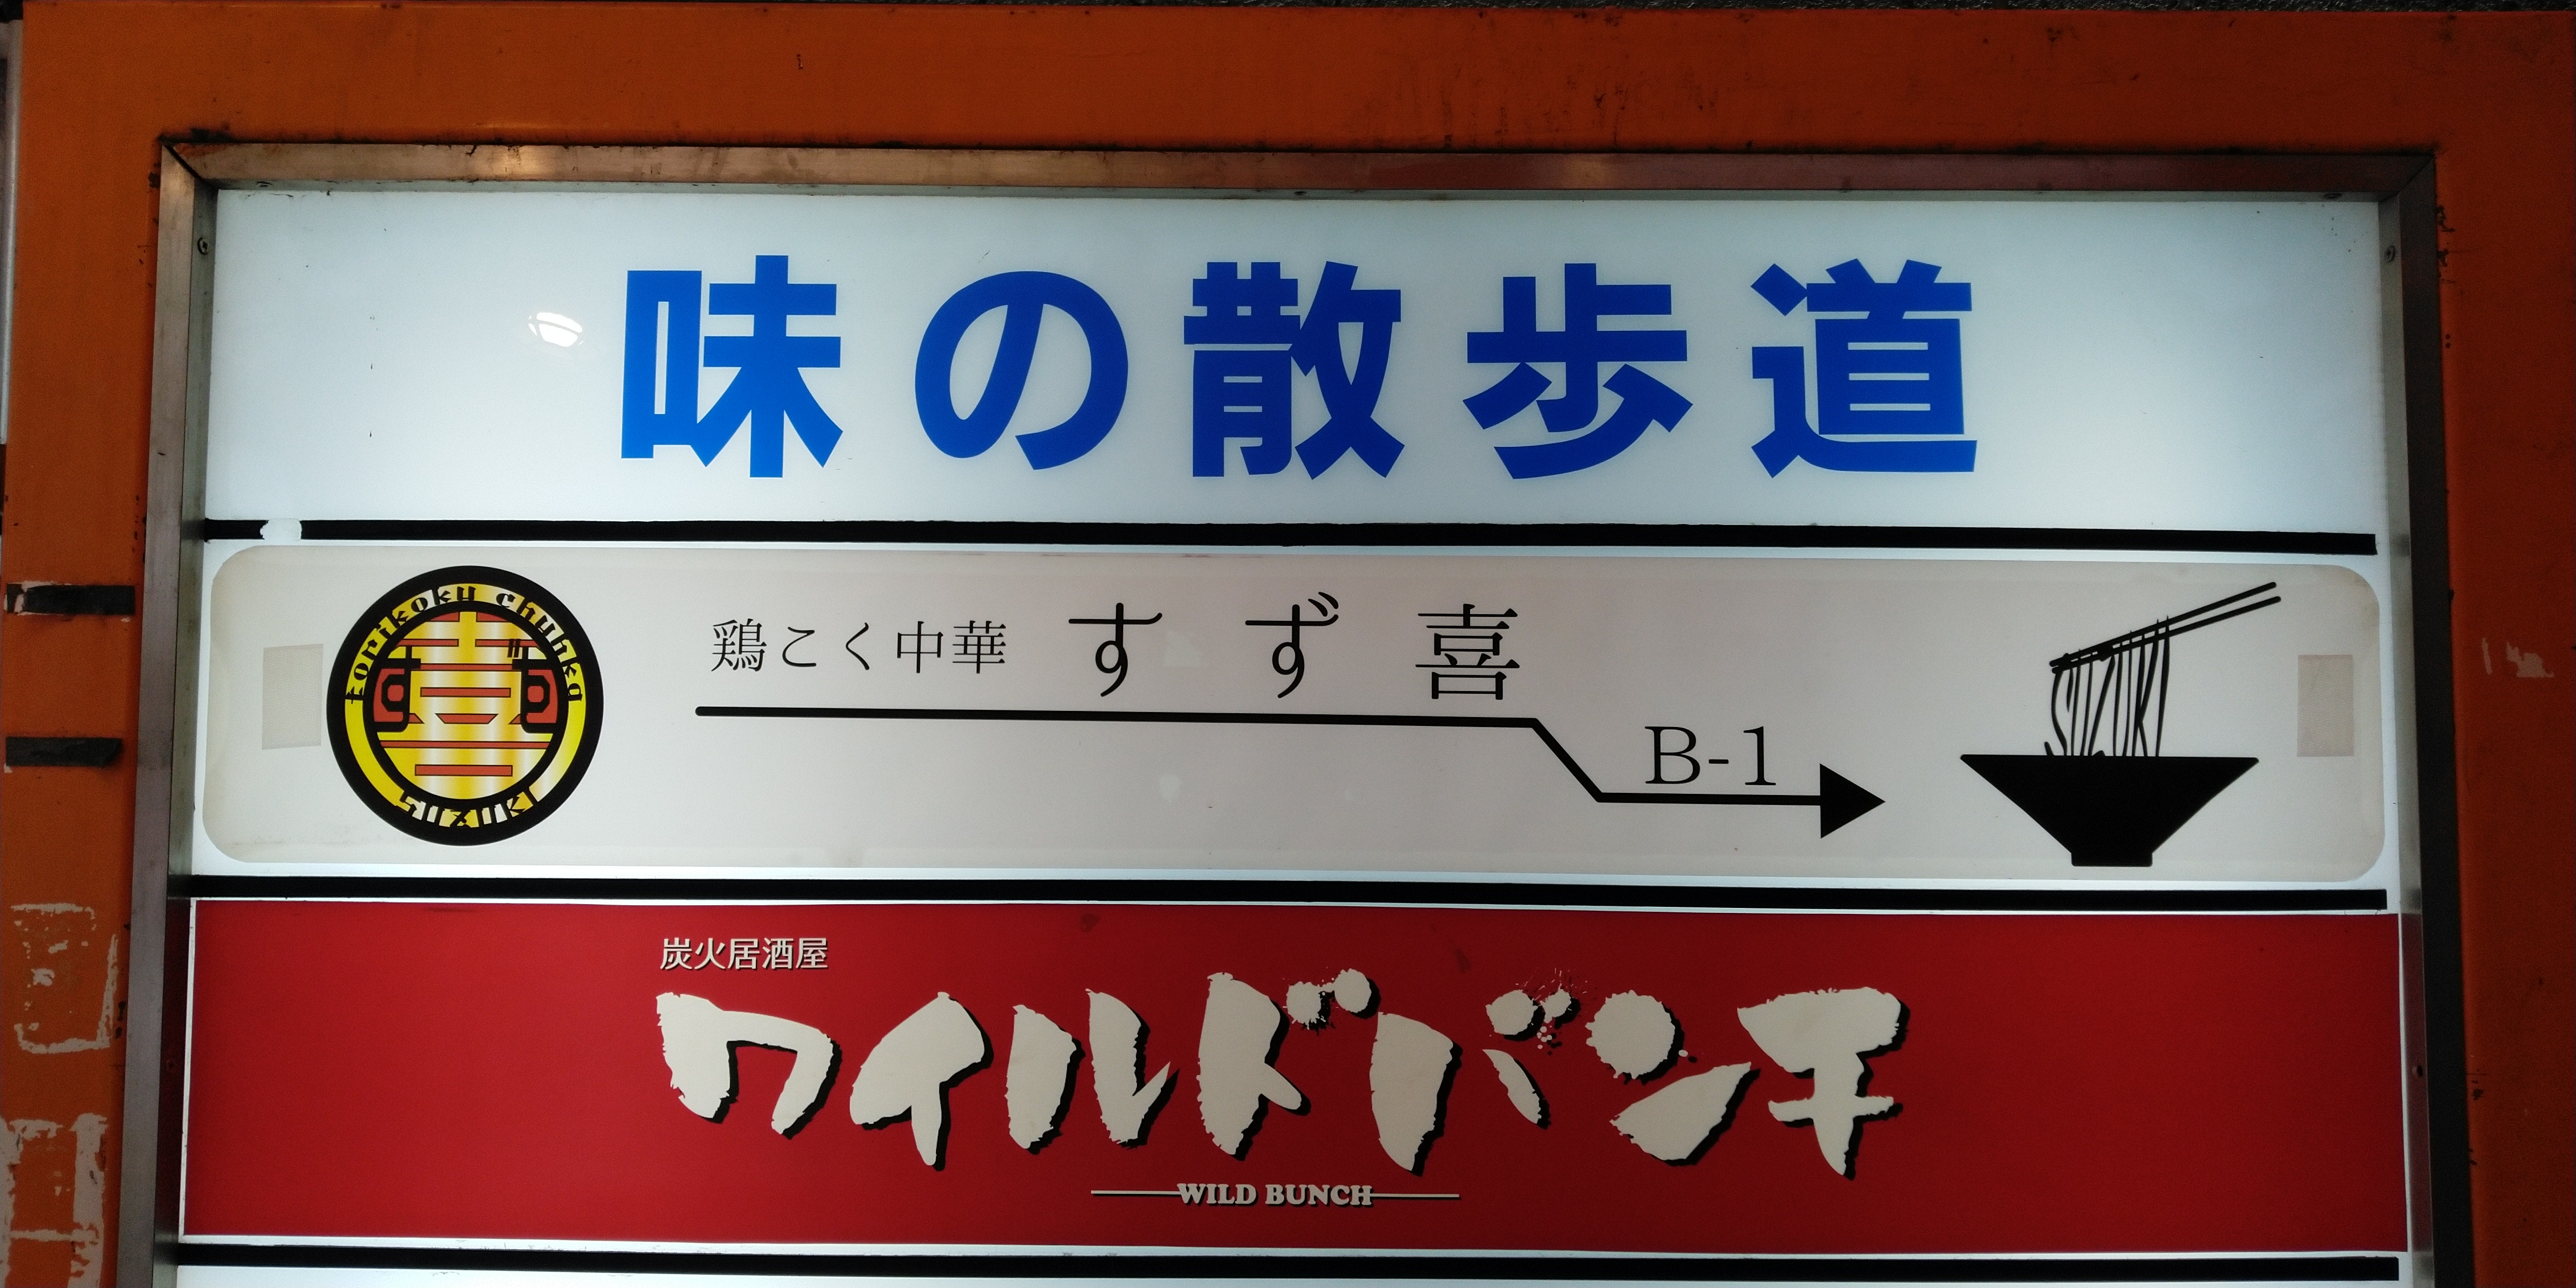 味の散歩道
torikoku chuuka
喜
SUZUKI
鶏こく中華 すず喜
B-1
SUZUKI
炭火居酒屋
ワイルドバンチ
WILD BUNCH